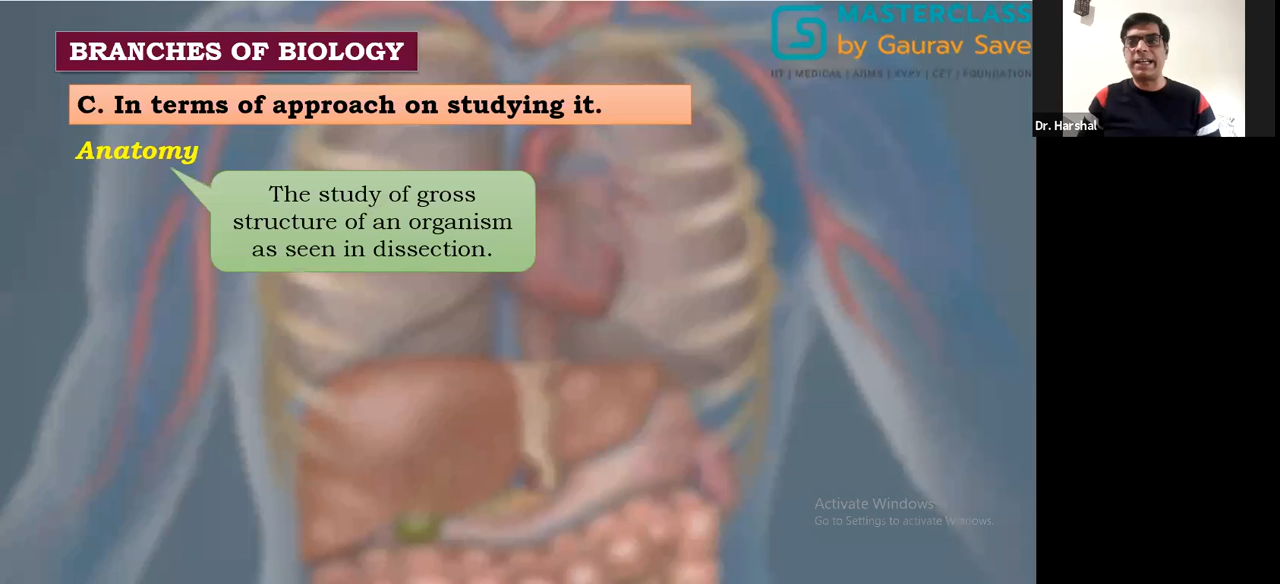 MASTERCLASS
by Gaurav Save
IIT | MEDICAL | AIIMS | KVPY | CET | FOUNDATION
BRANCHES OF BIOLOGY
C. In terms of approach on studying it.
Anatomy
The study of gross
structure of an organism
as seen in dissection.
Dr. Harshal
Activate Windows
Go to Settings to activate Windows.